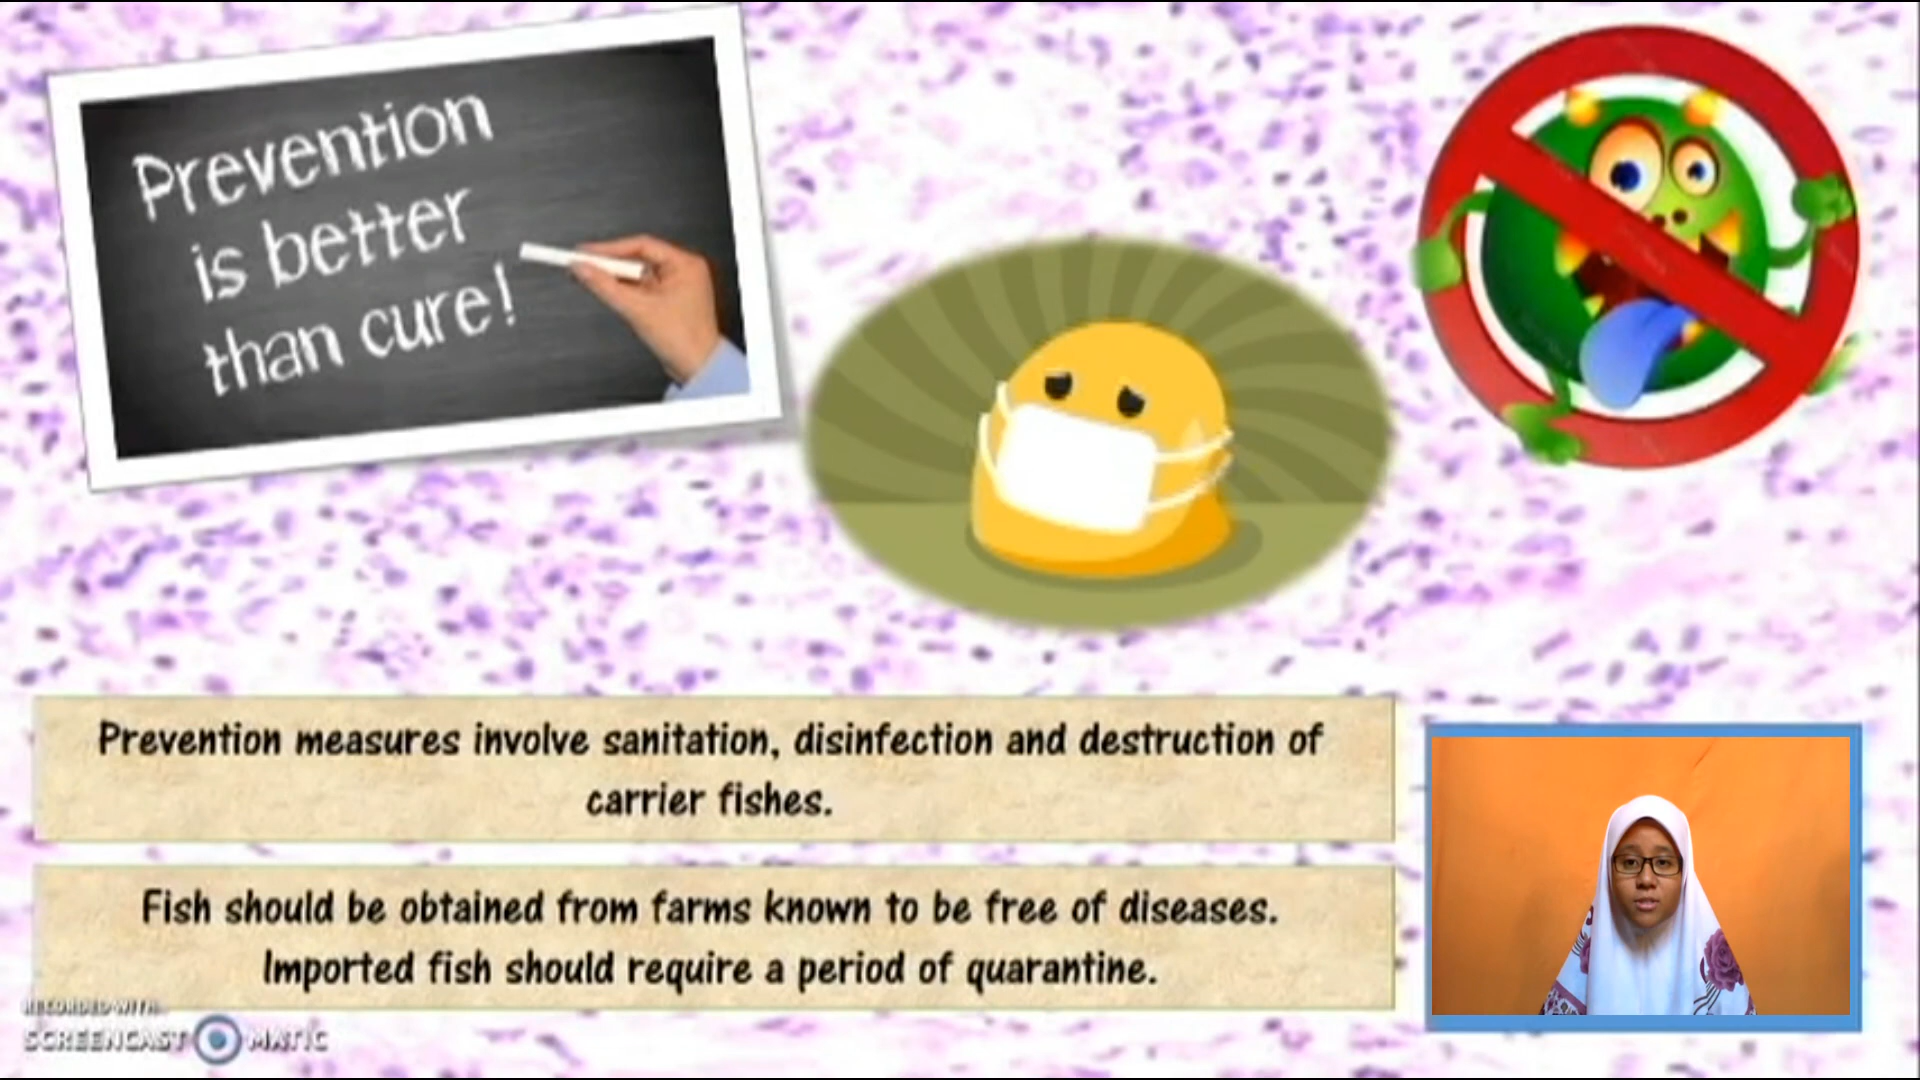 Prevention
is better
than cure!
Prevention measures involve sanitation, disinfection and destruction of
carrier fishes.
Fish should be obtained from farms known to be free of diseases.
Imported fish should require a period of quarantine.
RECORDED WITH
SCREENCAST MATIC